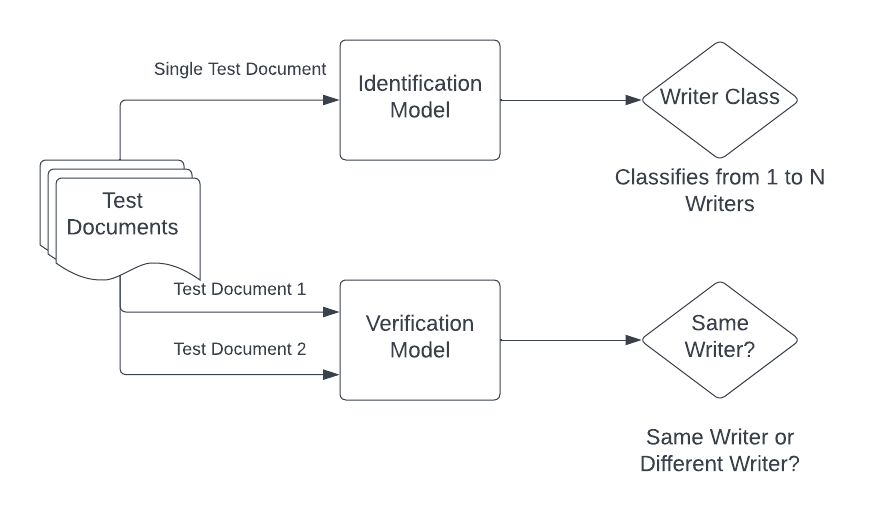 Single Test Document
Identification
Model
Writer Class
Classifies from 1 to N
Writers
Test
Documents
Test Document 1
Test Document 2
Verification
Model
Same
Writer?
Same Writer or
Different Writer?